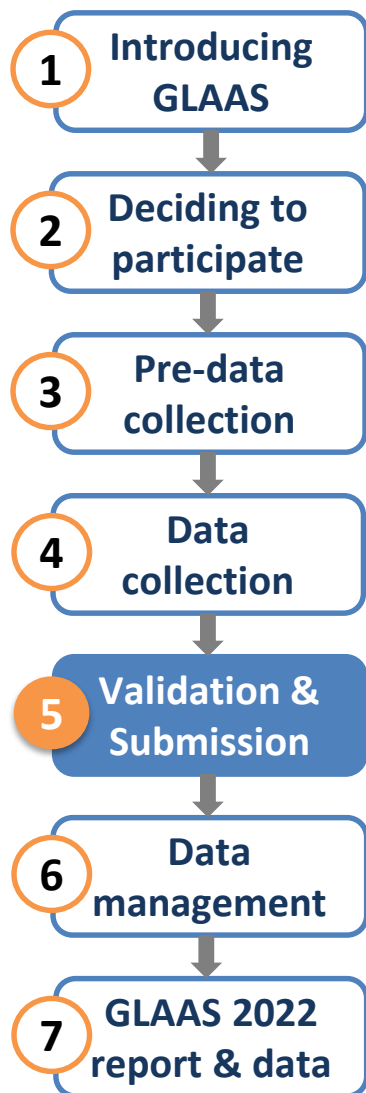 1
Introducing
GLAAS
2
Deciding to
participate
3
Pre-data
collection
4
Data
collection
5
Validation &
Submission
6
Data
management
7
GLAAS 2022
report & data